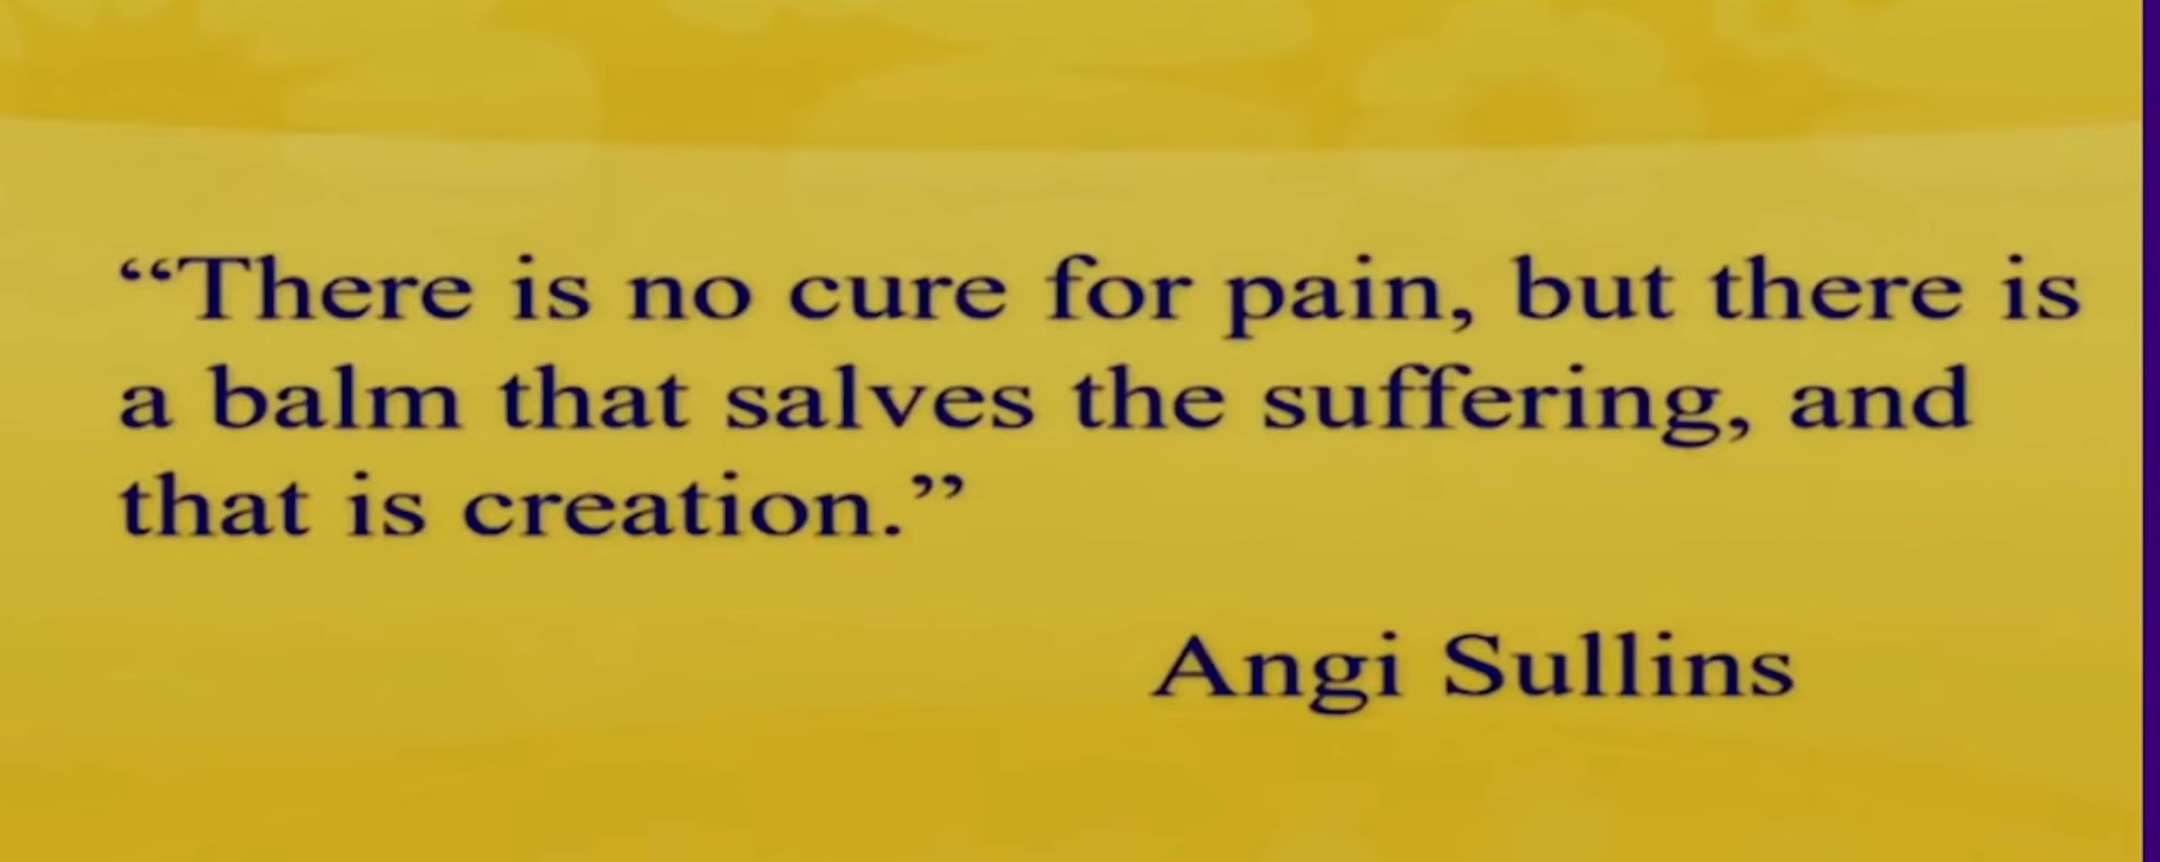 “There is no cure for pain, but there is
a balm that salves the suffering, and
that is creation.”
Angi Sullins